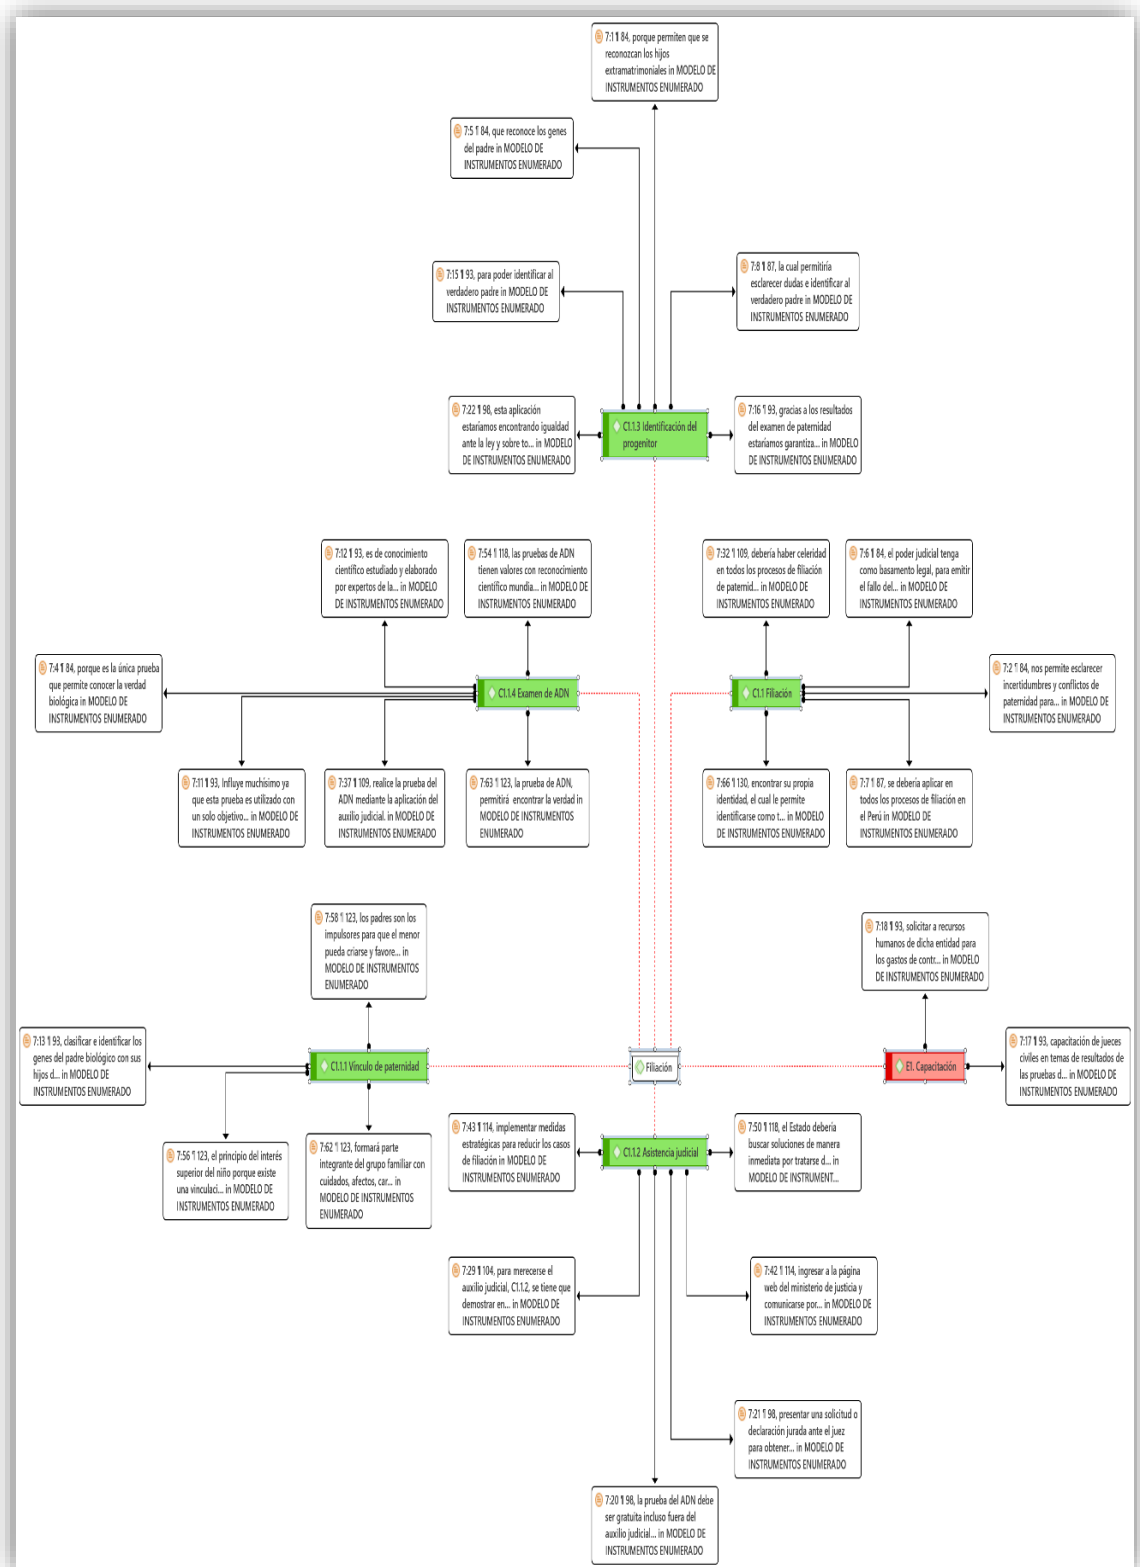 7:1 ¶ 84, porque permiten que se
reconozcan los hijos
extramatrimoniales in MODELO DE
INSTRUMENTOS ENUMERADO
7:5 ¶ 84, que reconoce los genes
del padre in MODELO DE
INSTRUMENTOS ENUMERADO
7:15 ¶ 93, para poder identificar al
verdadero padre in MODELO DE
INSTRUMENTOS ENUMERADO
7:8 ¶ 87, la cual permitiría
esclarecer dudas e identificar al
verdadero padre in MODELO DE
INSTRUMENTOS ENUMERADO
7:22 ¶ 98, esta aplicación
estaríamos encontrando igualdad
ante la ley y sobre to... in MODELO
DE INSTRUMENTOS ENUMERADO
C1.1.3 Identificación del
progenitor
7:16 ¶ 93, gracias a los resultados
del examen de paternidad
estaríamos garantiza... in MODELO
DE INSTRUMENTOS ENUMERADO
7:12 ¶ 93, es de conocimiento
científico estudiado y elaborado
por expertos de la... in MODELO
DE INSTRUMENTOS ENUMERADO
7:54 ¶ 118, las pruebas de ADN
tienen valores con reconocimiento
científico mundia... in MODELO
DE INSTRUMENTOS ENUMERADO
7:32 ¶ 109, debería haber celeridad
en todos los procesos de filiación
de paternid... in MODELO DE
INSTRUMENTOS ENUMERADO
7:6 ¶ 84, el poder judicial tenga
como basamento legal, para emitir
el fallo del... in MODELO DE
INSTRUMENTOS ENUMERADO
7:4 ¶ 84, porque es la única prueba
que permite conocer la verdad
biológica in MODELO DE
INSTRUMENTOS ENUMERADO
C1.1.4 Examen de ADN
C1.1 Filiación
7:2 ¶ 84, nos permite esclarecer
incertidumbres y conflictos de
paternidad para... in MODELO DE
INSTRUMENTOS ENUMERADO
7:11 ¶ 93, Influye muchísimo ya
que esta prueba es utilizado con
un solo objetivo... in MODELO DE
INSTRUMENTOS ENUMERADO
7:37 ¶ 109, realice la prueba del
ADN mediante la aplicación del
auxilio judicial. in MODELO DE
INSTRUMENTOS ENUMERADO
7:63 ¶ 123, la prueba de ADN,
permitirá encontrar la verdad in
MODELO DE INSTRUMENTOS
ENUMERADO
7:66 ¶ 130, encontrar su propia
identidad, el cual le permite
identificarse como t... in MODELO
DE INSTRUMENTOS ENUMERADO
7:7 ¶ 87, se debería aplicar en
todos los procesos de filiación en
el Perú in MODELO DE
INSTRUMENTOS ENUMERADO
7:58 ¶ 123, los padres son los
impulsores para que el menor
pueda criarse y favore... in
MODELO DE INSTRUMENTOS
ENUMERADO
7:18 ¶ 93, solicitar a recursos
humanos de dicha entidad para
los gastos de contr... in MODELO
DE INSTRUMENTOS ENUMERADO
7:13 ¶ 93, clasificar e identificar los
genes del padre biológico con sus
hijos d... in MODELO DE
INSTRUMENTOS ENUMERADO
C1.1.1 Vínculo de paternidad
Filiación
E1. Capacitación
7:17 ¶ 93, capacitación de jueces
civiles en temas de resultados de
las pruebas d... in MODELO DE
INSTRUMENTOS ENUMERADO
7:56 ¶ 123, el principio del interés
superior del niño porque existe
una vinculaci... in MODELO DE
INSTRUMENTOS ENUMERADO
7:62 ¶ 123, formará parte
integrante del grupo familiar con
cuidados, afectos, car... in
MODELO DE INSTRUMENTOS
ENUMERADO
7:43 ¶ 114, implementar medidas
estratégicas para reducir los casos
de filiación in MODELO DE
INSTRUMENTOS ENUMERADO
C1.1.2 Asistencia judicial
7:50 ¶ 118, el Estado debería
buscar soluciones de manera
inmediata por tratarse d... in
MODELO DE INSTRUMENT...
7:29 ¶ 104, para merecerse el
auxilio judicial, C1.1.2, se tiene que
demostrar en... in MODELO DE
INSTRUMENTOS ENUMERADO
7:42 ¶ 114, ingresar a la página
web del ministerio de justicia y
comunicarse por... in MODELO DE
INSTRUMENTOS ENUMERADO
7:21 ¶ 98, presentar una solicitud o
declaración jurada ante el juez
para obtener... in MODELO DE
INSTRUMENTOS ENUMERADO
7:20 ¶ 98, la prueba del ADN debe
ser gratuita incluso fuera del
auxilio judicial... in MODELO DE
INSTRUMENTOS ENUMERADO